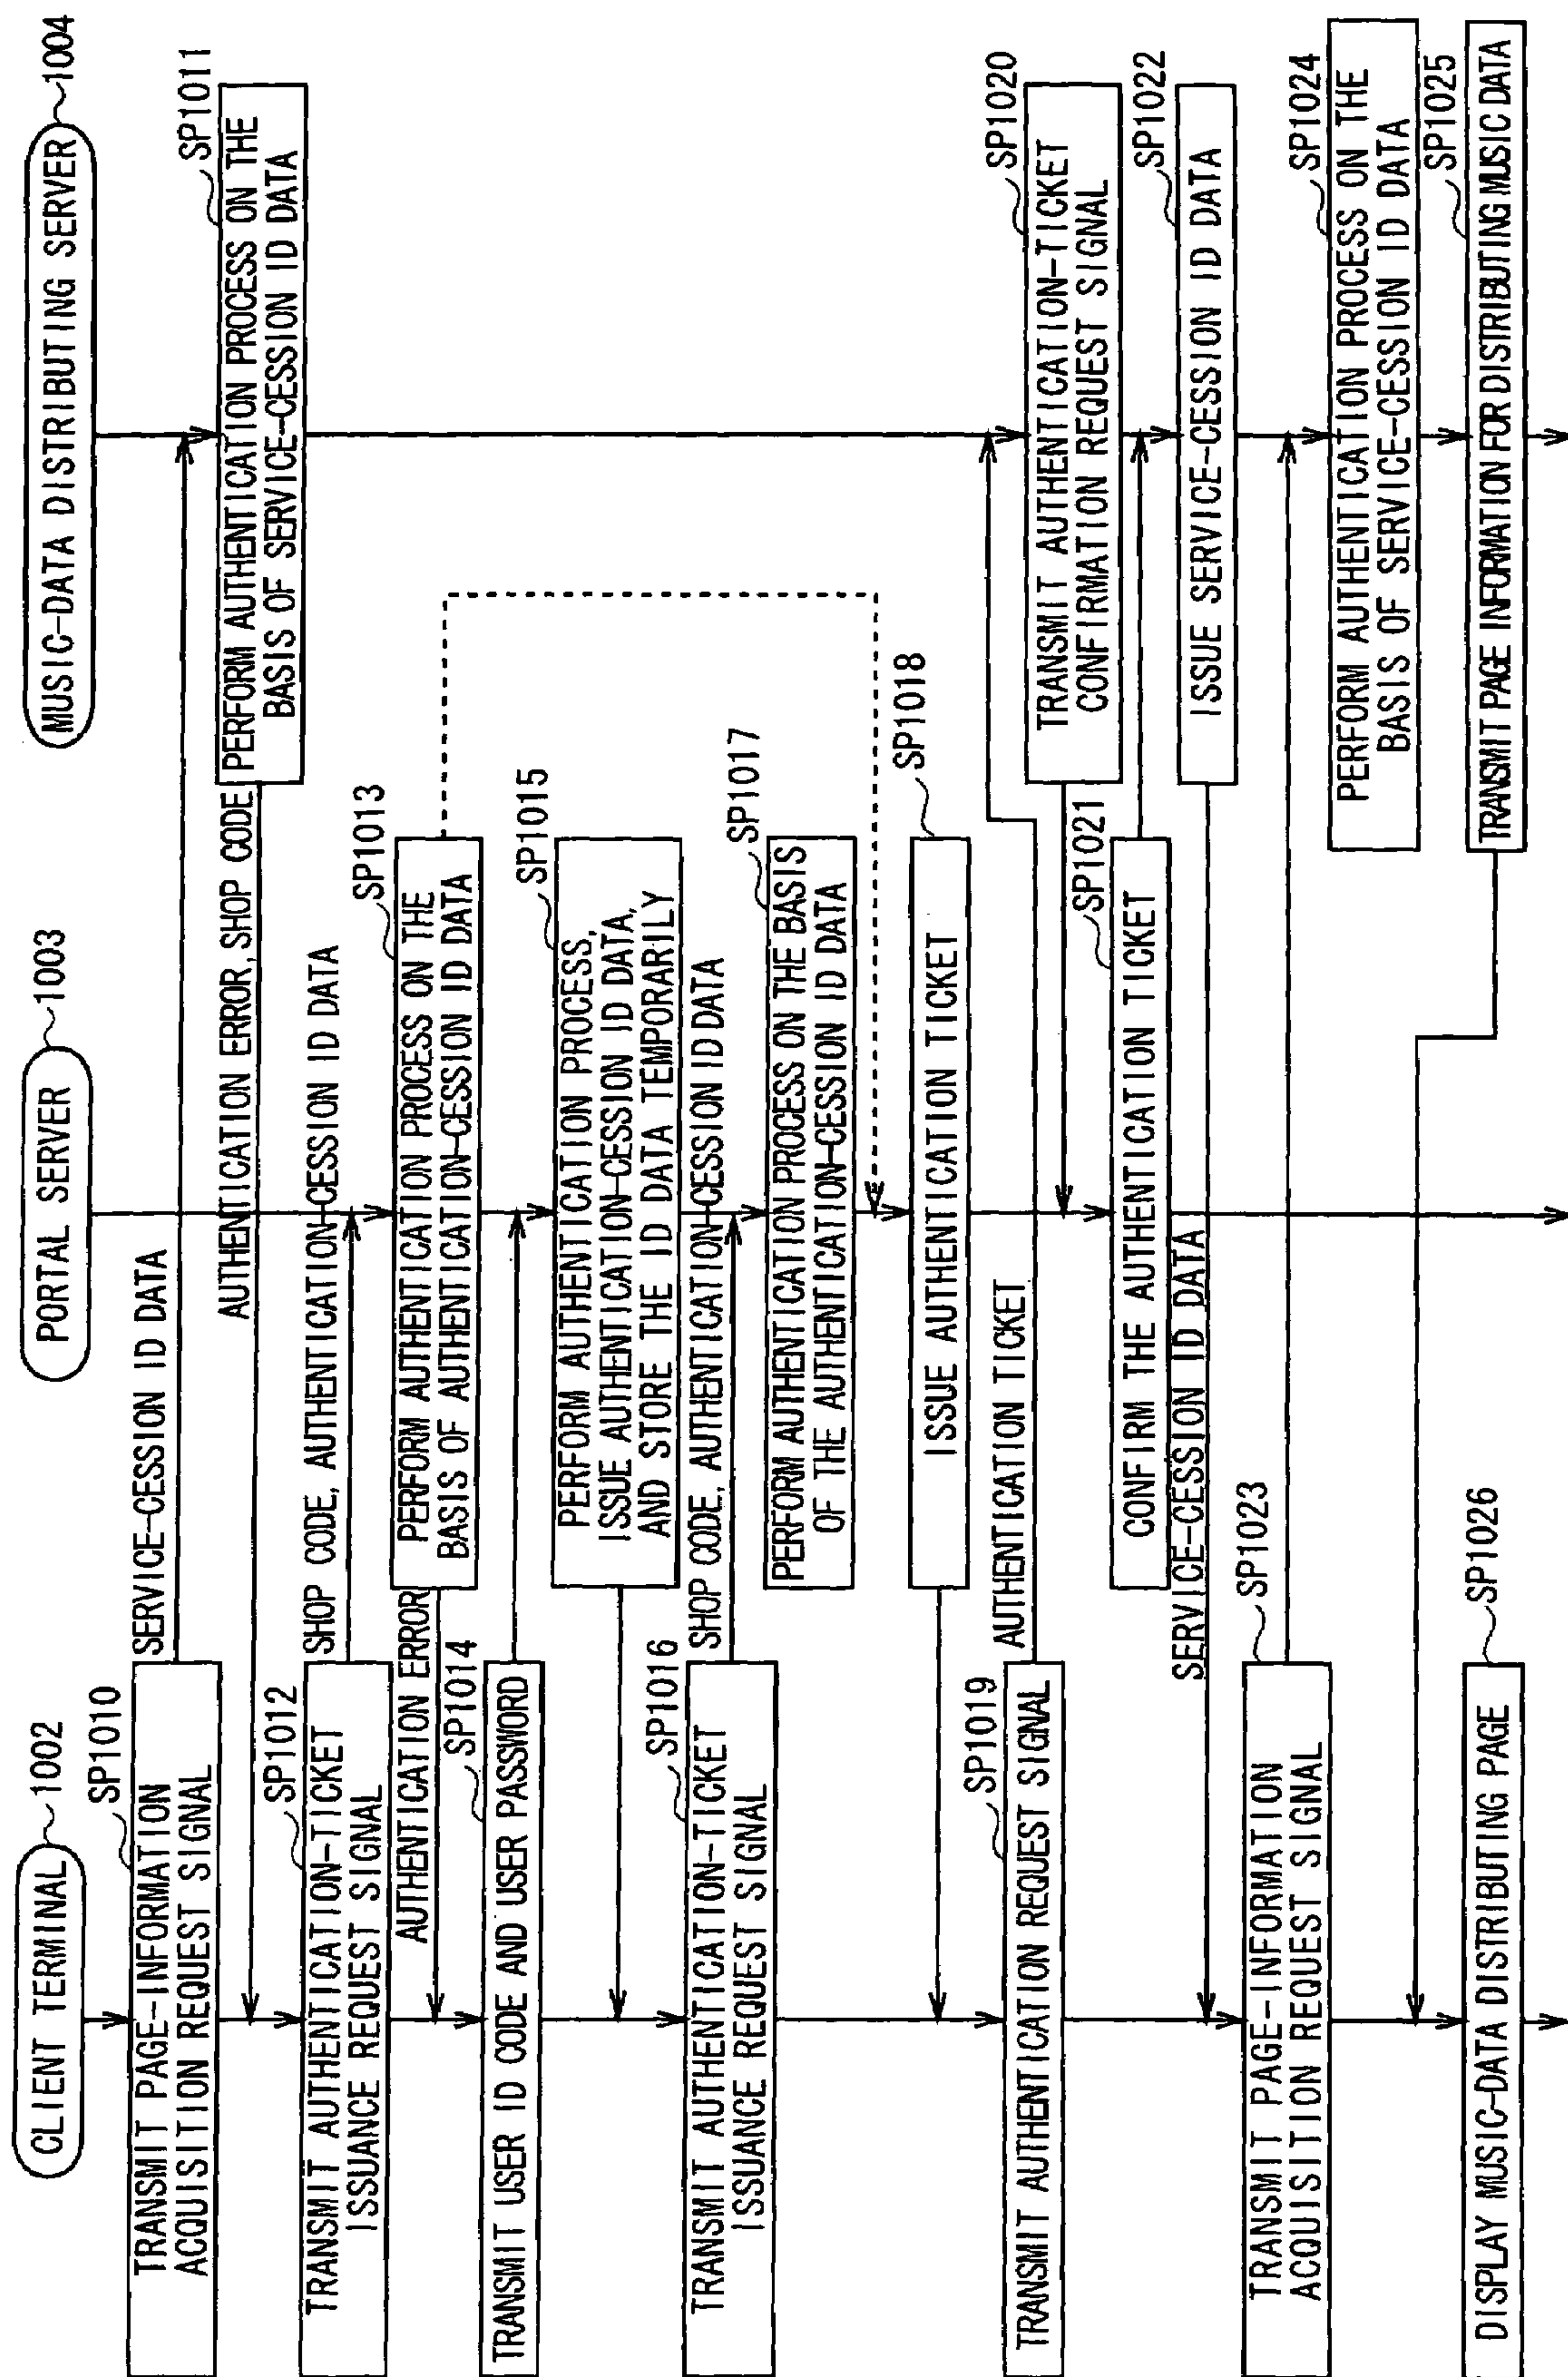 CLIENT TERMINAL
1002
PORTAL SERVER
1003
MUSIC-DATA DISTRIBUTING SERVER
1004
SP1010
TRANSMIT PAGE-INFORMATION
ACQUISITION REQUEST SIGNAL
SERVICE-CESSION ID DATA
SP1011
PERFORM AUTHENTICATION PROCESS ON THE
BASIS OF SERVICE-CESSION ID DATA
AUTHENTICATION ERROR, SHOP CODE
SP1012
TRANSMIT AUTHENTICATION-TICKET
ISSUANCE REQUEST SIGNAL
SHOP CODE, AUTHENTICATION-CESSION ID DATA
SP1013
PERFORM AUTHENTICATION PROCESS ON THE
BASIS OF AUTHENTICATION-CESSION ID DATA
AUTHENTICATION ERROR
SP1014
TRANSMIT USER ID CODE AND USER PASSWORD
SP1015
PERFORM AUTHENTICATION PROCESS,
ISSUE AUTHENTICATION-CESSION ID DATA,
AND STORE THE ID DATA TEMPORARILY
SP1016
TRANSMIT AUTHENTICATION-TICKET
ISSUANCE REQUEST SIGNAL
SHOP CODE, AUTHENTICATION-CESSION ID DATA
SP1017
PERFORM AUTHENTICATION PROCESS ON THE BASIS
OF THE AUTHENTICATION-CESSION ID DATA
SP1018
ISSUE AUTHENTICATION TICKET
SP1019
TRANSMIT AUTHENTICATION REQUEST SIGNAL
AUTHENTICATION TICKET
SP1020
TRANSMIT AUTHENTICATION-TICKET
CONFIRMATION REQUEST SIGNAL
SP1021
CONFIRM THE AUTHENTICATION TICKET
SP1022
ISSUE SERVICE-CESSION ID DATA
SERVICE-CESSION ID DATA
SP1023
TRANSMIT PAGE-INFORMATION
ACQUISITION REQUEST SIGNAL
SP1024
PERFORM AUTHENTICATION PROCESS ON THE
BASIS OF SERVICE-CESSION ID DATA
SP1025
TRANSMIT PAGE INFORMATION FOR DISTRIBUTING MUSIC DATA
SP1026
DISPLAY MUSIC-DATA DISTRIBUTING PAGE